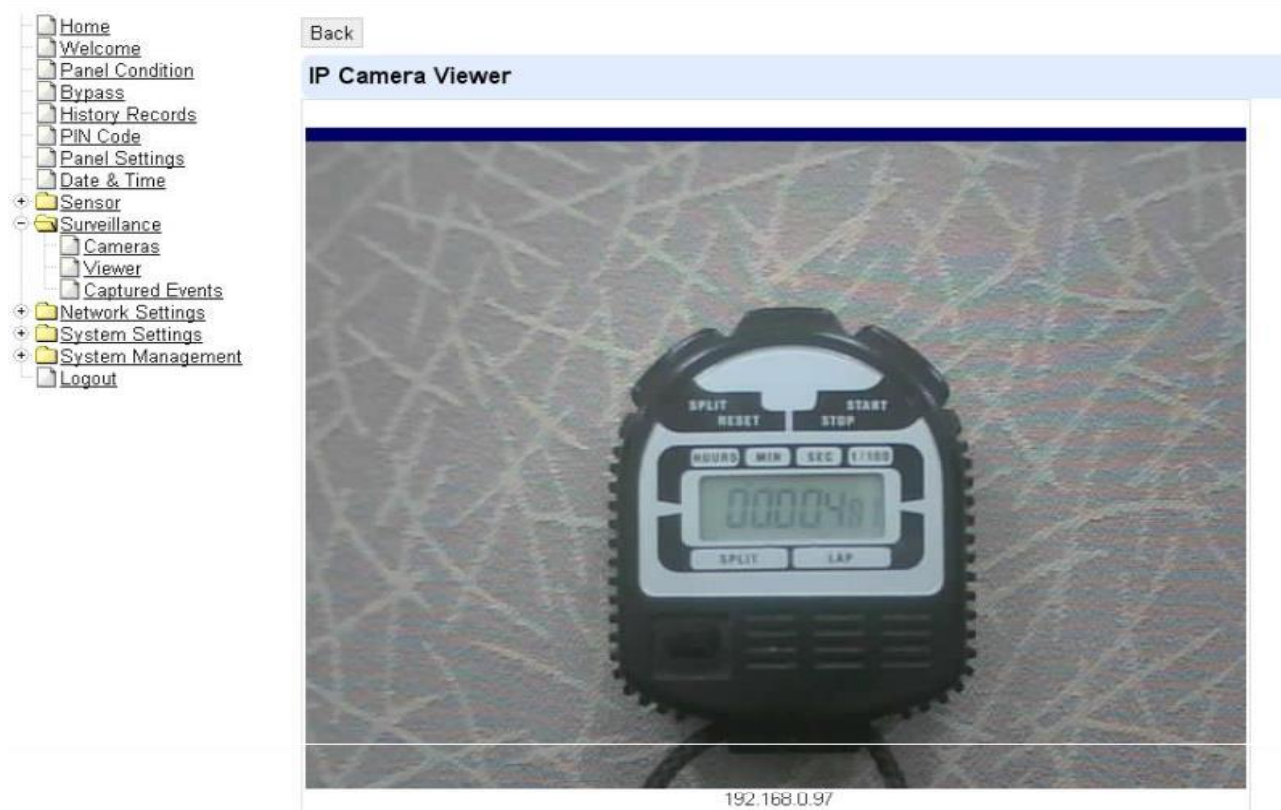 Home
Welcome
Panel Condition
Bypass
History Records
PIN Code
Panel Settings
Date & Time
Sensor
Surveillance
Cameras
Viewer
Captured Events
Network Settings
System Settings
System Management
Logout
Back
IP Camera Viewer
SPLIT START
RESET STOP
HOURS MIN SEC 1/100
SPLIT LAP
192.168.0.97